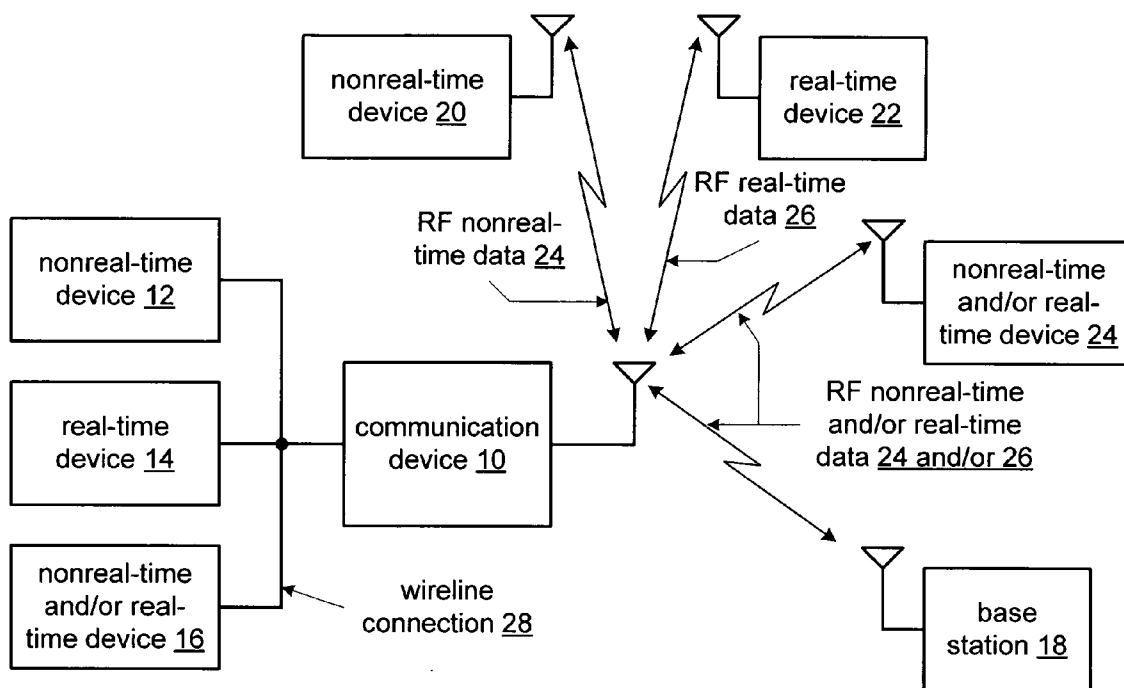 nonreal-time
device 20
real-time
device 22
RF nonreal-
time data 24
RF real-time
data 26
nonreal-time
device 12
nonreal-time
and/or real-
time device 24
real-time
device 14
communication
device 10
RF nonreal-time
and/or real-time
data 24 and/or 26
nonreal-time
and/or real-
time device 16
wireline
connection 28
base
station 18